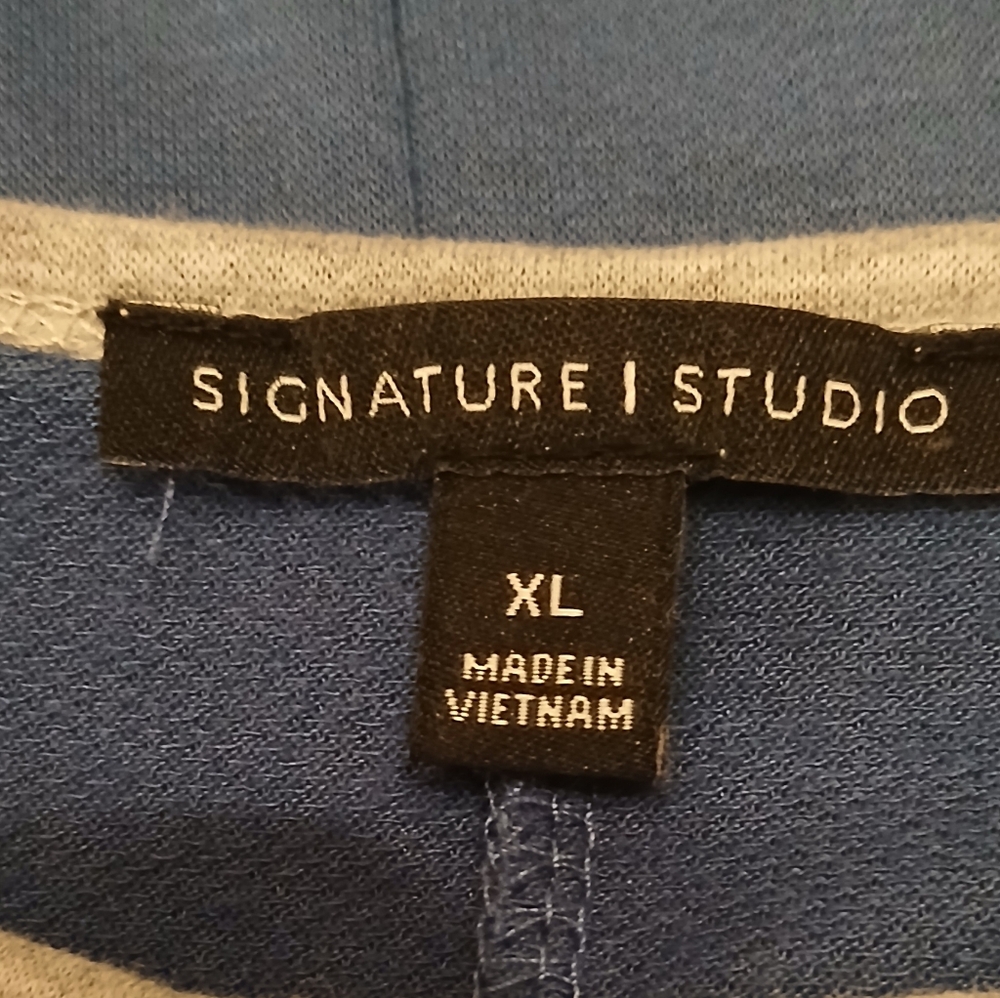 SIGNATURE | STUDIO
XL
MADE IN
VIETNAM